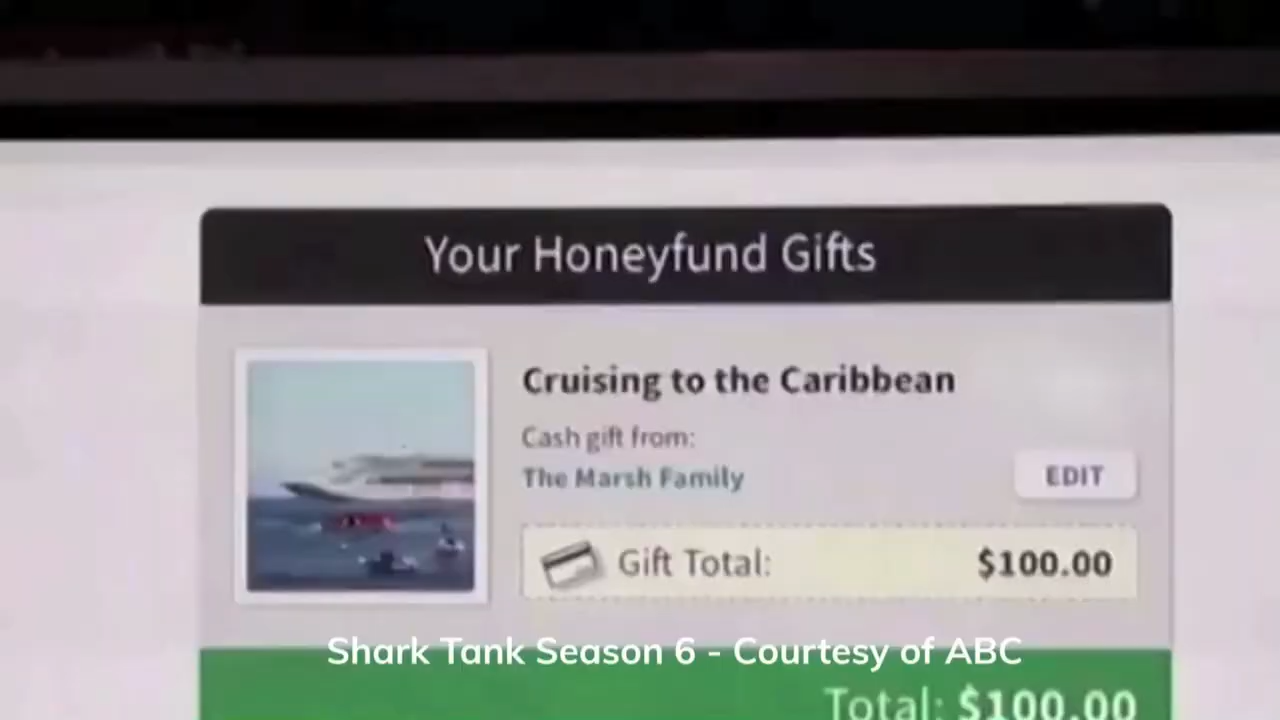 Your Honeyfund Gifts
Cruising to the Caribbean
Cash gift from:
The Marsh Family
EDIT
Gift Total: $100.00
Shark Tank Season 6 - Courtesy of ABC
Total: $100.00